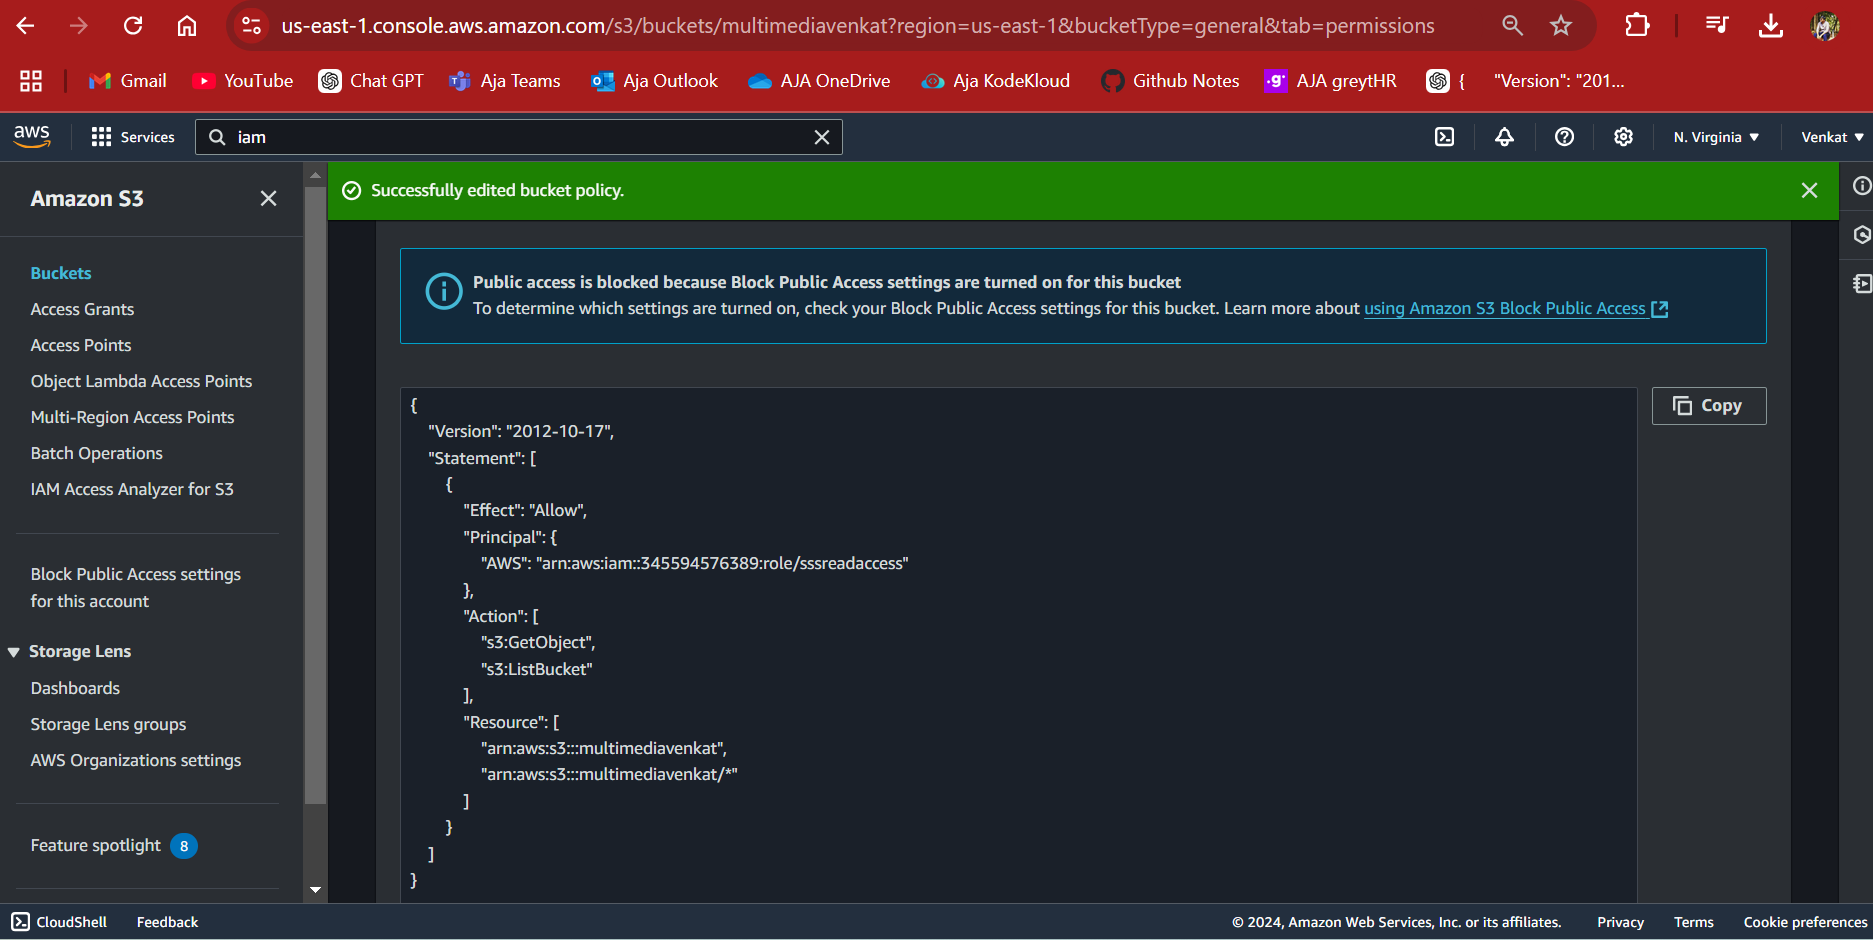 us-east-1.console.aws.amazon.com/s3/buckets/multimediavenkat?region=us-east-1&bucketType=general&tab=permissions
Gmail
YouTube
Chat GPT
Aja Teams
Aja Outlook
AJA OneDrive
Aja KodeKloud
Github Notes
.g'
AJA greytHR
{ "Version": "201...
aws
Services
iam
N. Virginia
Venkat
Amazon S3
Successfully edited bucket policy.
Buckets
Access Grants
Access Points
Object Lambda Access Points
Multi-Region Access Points
Batch Operations
IAM Access Analyzer for S3
Block Public Access settings
for this account
Storage Lens
Dashboards
Storage Lens groups
AWS Organizations settings
Feature spotlight 8
Public access is blocked because Block Public Access settings are turned on for this bucket
To determine which settings are turned on, check your Block Public Access settings for this bucket. Learn more about using Amazon S3 Block Public Access
Copy
{
"Version": "2012-10-17",
"Statement": [
{
"Effect": "Allow",
"Principal": {
"AWS": "arn:aws:iam::345594576389:role/sssreadaccess"
},
"Action": [
"s3:GetObject",
"s3:ListBucket"
],
"Resource": [
"arn:aws:s3:::multimediavenkat",
"arn:aws:s3:::multimediavenkat/*"
]
}
]
}
CloudShell
Feedback
© 2024, Amazon Web Services, Inc. or its affiliates.
Privacy
Terms
Cookie preferences